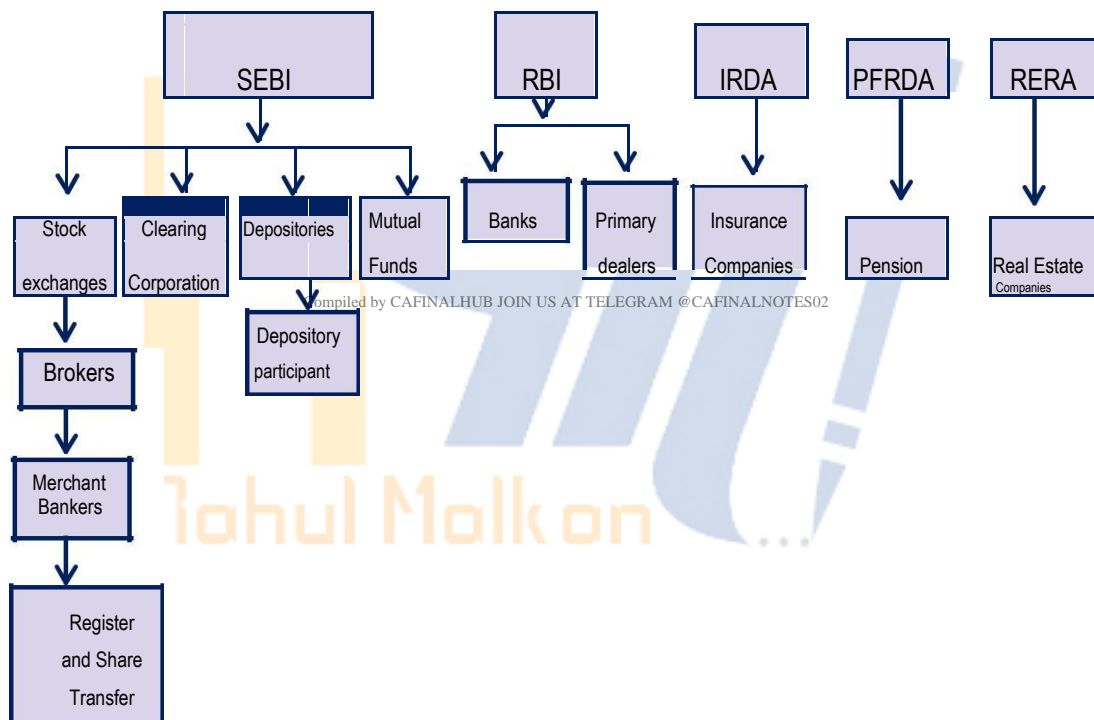 SEBI
RBI
IRDA
PFRDA
RERA
Stock
exchanges
Clearing
Corporation
Depositories
Mutual
Funds
Banks
Primary
dealers
Insurance
Companies
Pension
Real Estate
Companies
Compiled by CAFINALHUB JOIN US AT TELEGRAM @CAFINALNOTES02
Brokers
Depository
participant
Merchant
Bankers
Rahul Malkan
Register
and Share
Transfer